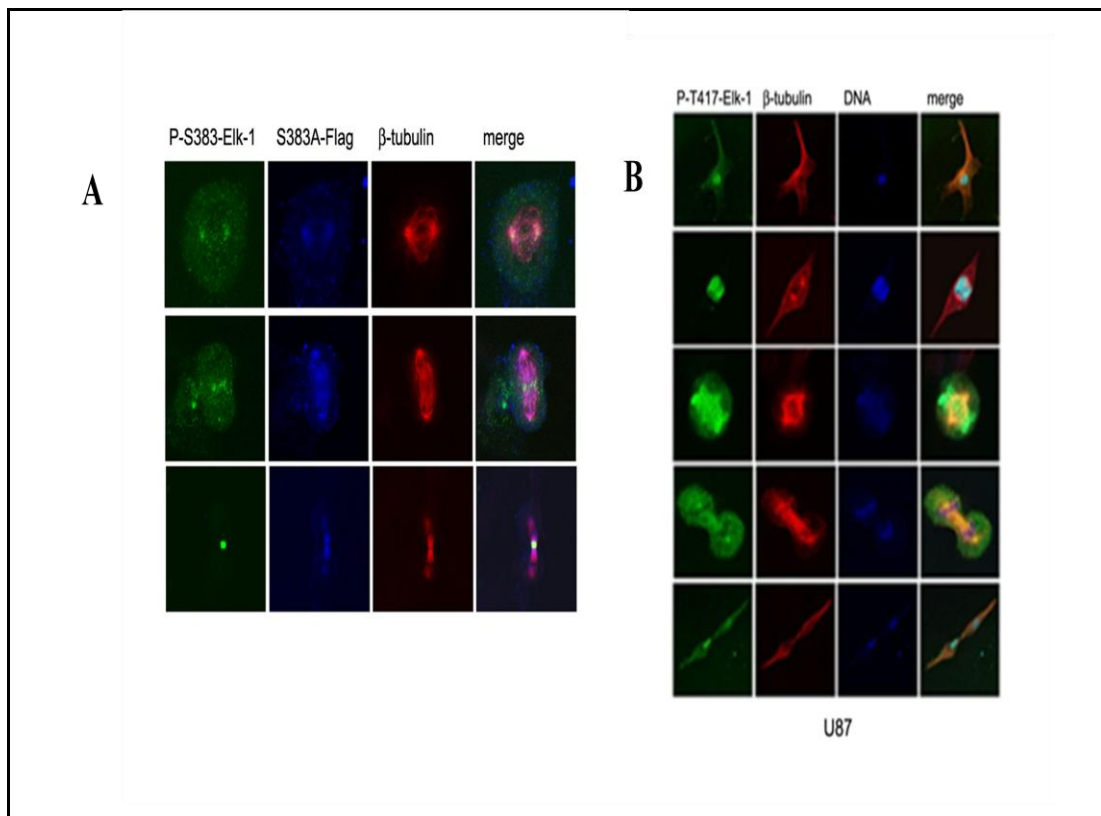 A
P-S383-Elk-1 S383A-Flag β-tubulin merge
B
P-T417-Elk-1 β-tubulin DNA merge
U87